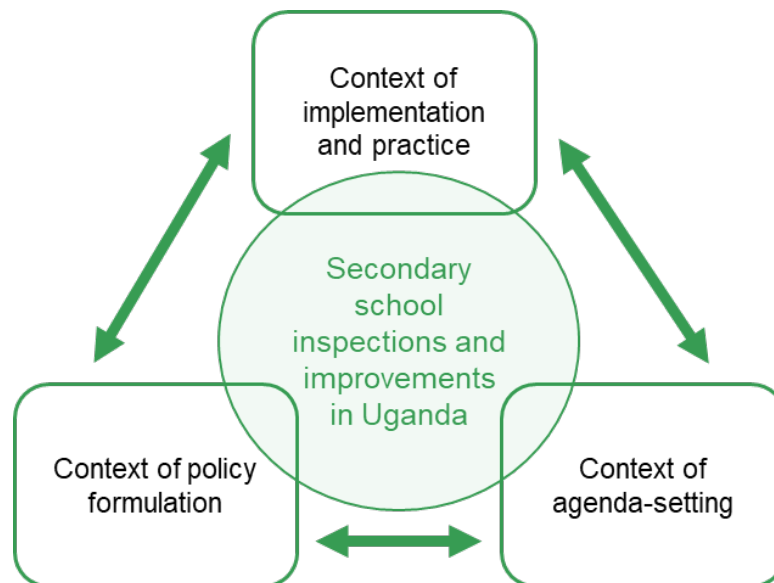 Context of
implementation
and practice
Secondary
school
inspections and
improvements
in Uganda
Context of policy
formulation
Context of
agenda-setting